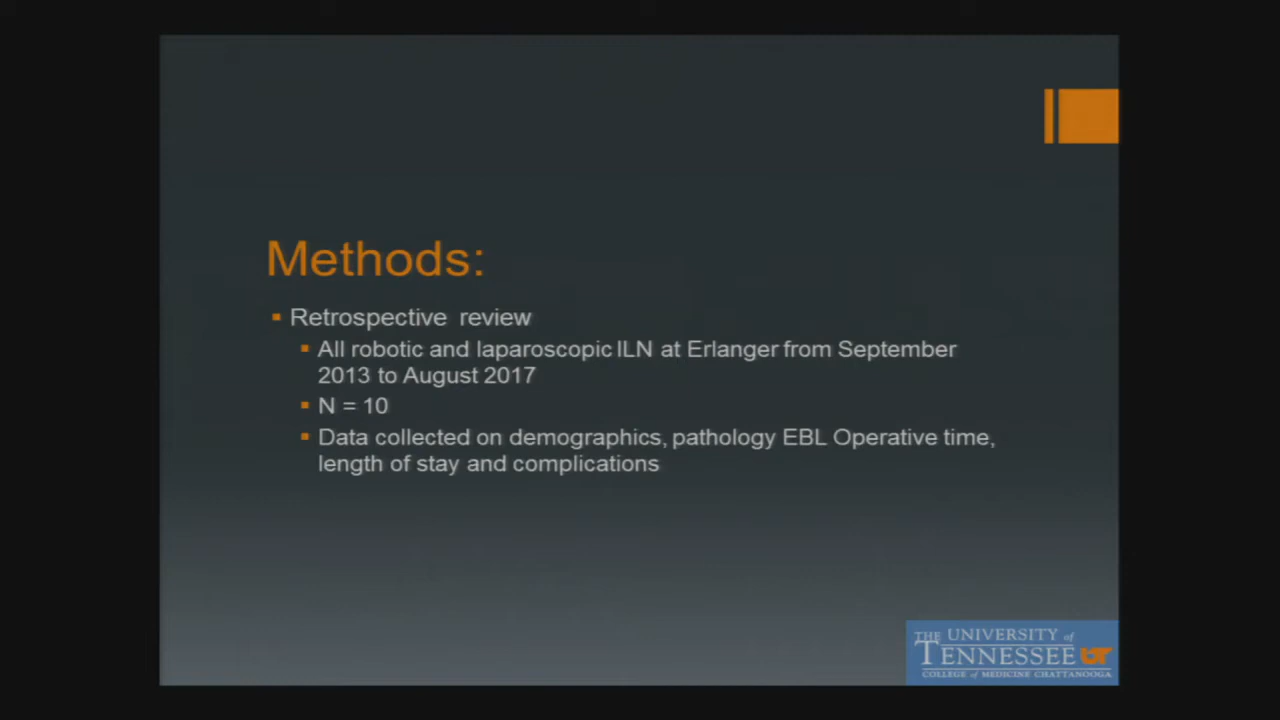 Methods:
Retrospective review
All robotic and laparoscopic ILN at Erlanger from September
2013 to August 2017
N = 10
Data collected on demographics, pathology EBL Operative time,
length of stay and complications
THE UNIVERSITY of
TENNESSEE UT
COLLEGE of MEDICINE CHATTANOOGA